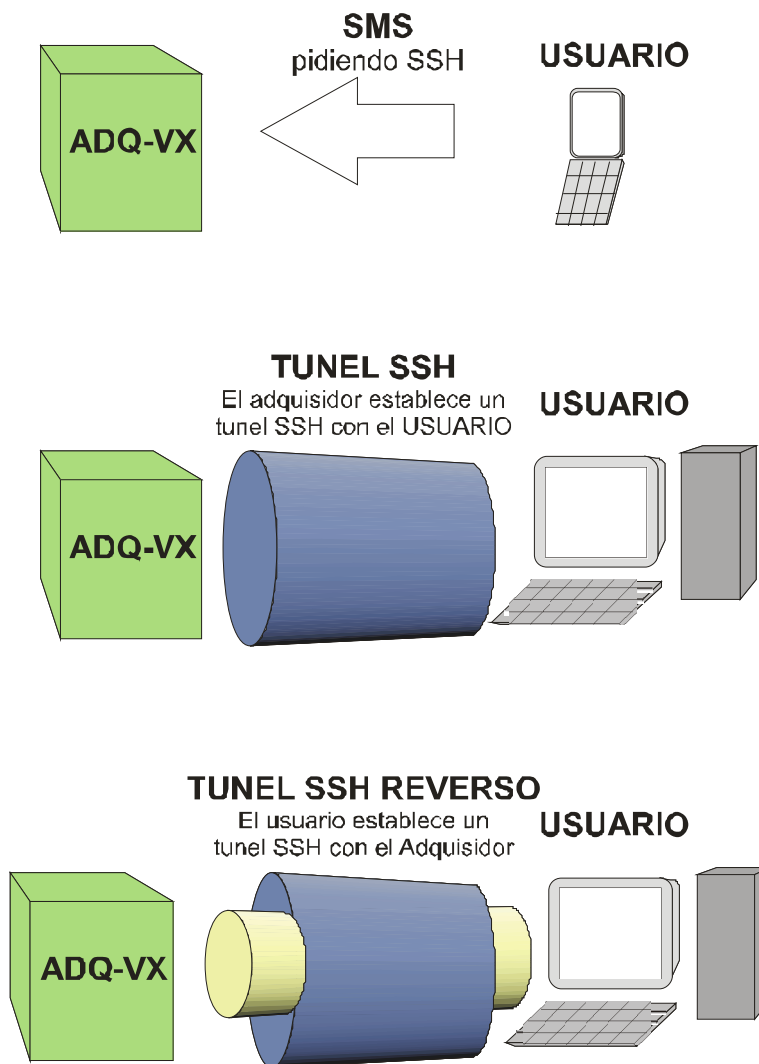 SMS
pidiendo SSH
USUARIO
ADQ-VX
TUNEL SSH
El adquisidor establece un
tunel SSH con el USUARIO
USUARIO
ADQ-VX
TUNEL SSH REVERSO
El usuario establece un
tunel SSH con el Adquisidor
USUARIO
ADQ-VX